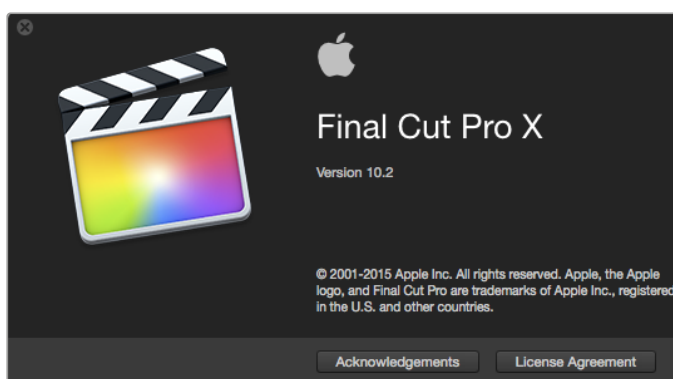 Final Cut Pro X
Version 10.2
© 2001-2015 Apple Inc. All rights reserved. Apple, the Apple
logo, and Final Cut Pro are trademarks of Apple Inc., registered
in the U.S. and other countries.
Acknowledgements
License Agreement